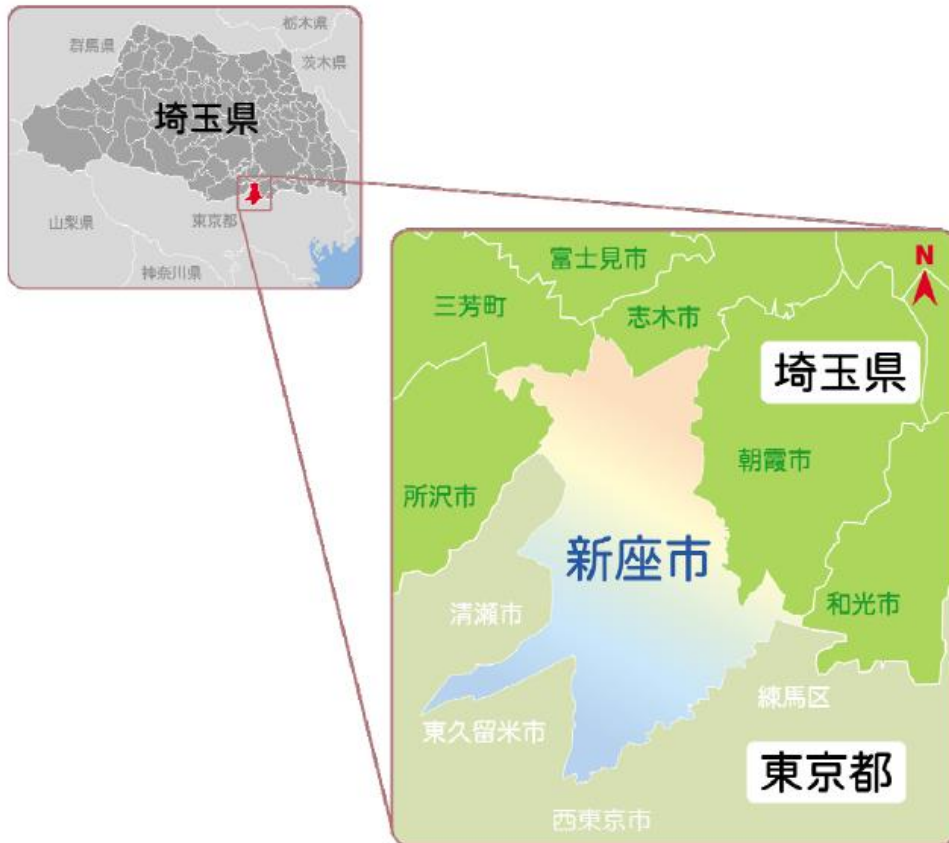 栃木県
群馬県
茨木県
埼玉県
東京都
山梨県
神奈川県
富士見市
N
三芳町
志木市
埼玉県
朝霞市
所沢市
新座市
和光市
清瀬市
練馬区
東久留米市
東京都
西東京市